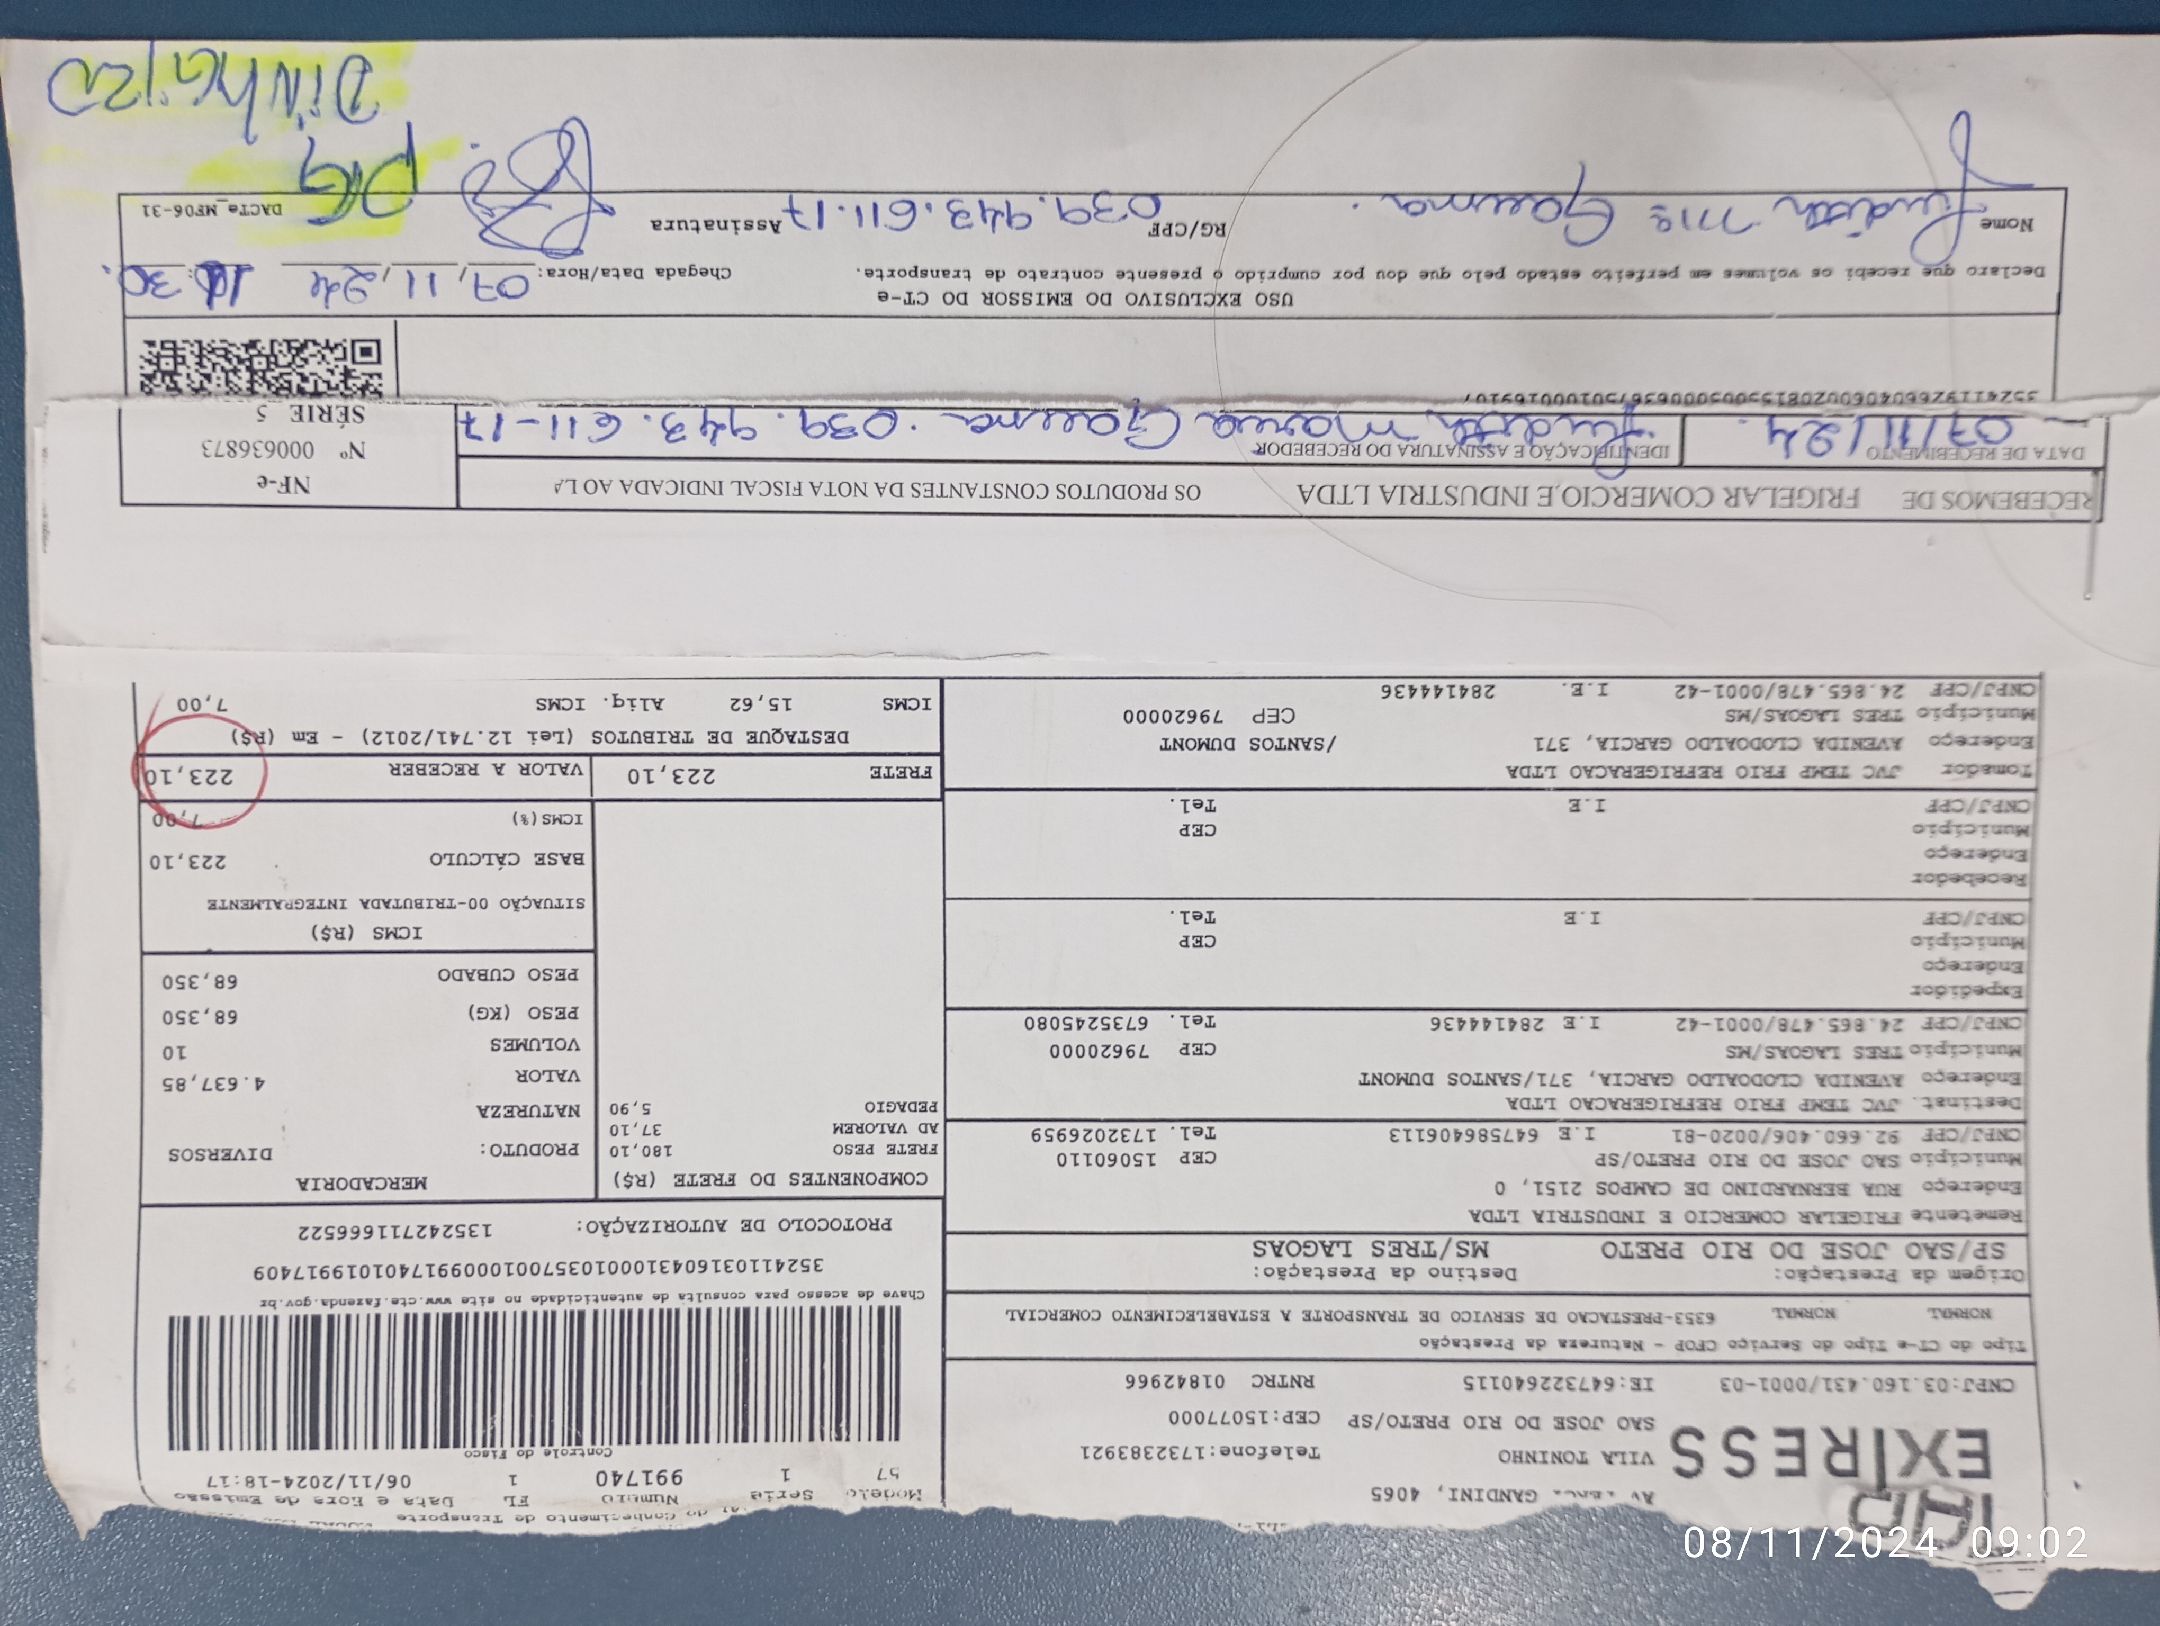 EXPRESS
GANDINI, 4065
VILA TONINHO
Telefone:1732383921
SAO JOSE DO RIO PRETO/SP
CEP:15077000
CNPJ:03.160.431/0001-03
IE:647322640115
RNTRC 01842966
Tipo do CT-e Tipo do Serviço CFOP - Natureza da Prestação
NORMAL NORMAL 6353-PRESTACAO DE SERVICO DE TRANSPORTE A ESTABELECIMENTO COMERCIAL
Origem da Prestação: Destino da Prestação:
SP/SAO JOSE DO RIO PRETO MS/TRES LAGOAS
Remetente FRIGELAR COMERCIO E INDUSTRIA LTDA
Endereço RUA BERNARDINO DE CAMPOS 2151, 0
Município SAO JOSE DO RIO PRETO/SP CEP 15060110
CNPJ/CPF 92.660.406/0020-81 I.E 647586406113 Tel. 1732026959
Destinat. JVC TEMP FRIO REFRIGERACAO LTDA
Endereço AVENIDA CLODOALDO GARCIA, 371/SANTOS DUMONT
Município TRES LAGOAS/MS CEP 79620000
CNPJ/CPF 24.865.478/0001-42 I.E 284144436 Tel. 6735245080
Expedidor
Endereço
Município CEP
CNPJ/CPF I.E Tel.
Recebedor
Endereço
Município CEP
CNPJ/CPF I.E Tel.
Tomador JVC TEMP FRIO REFRIGERACAO LTDA
Endereço AVENIDA CLODOALDO GARCIA, 371 /SANTOS DUMONT
Município TRES LAGOAS/MS CEP 79620000
CNPJ/CPF 24.865.478/0001-42 I.E. 284144436
Conhecimento de Transporte
Modelo Serie Numero FL Data e Hora de Emissão
57 1 991740 1 06/11/2024-18:17
Controle do Fisco
Chave de acesso para consulta de autenticidade no site www.cte.fazenda.gov.br
35241103160431000103570010009917401019917409
PROTOCOLO DE AUTORIZAÇÃO: 135242711666522
COMPONENTES DO FRETE (R$)
FRETE PESO 180,10
AD VALOREM 37,10
PEDAGIO 5,90
MERCADORIA
PRODUTO: DIVERSOS
NATUREZA
VALOR 4.637,85
VOLUMES 10
PESO (KG) 68,350
PESO CUBADO 68,350
ICMS (R$)
SITUAÇÃO 00-TRIBUTADA INTEGRALMENTE
BASE CÁLCULO 223,10
ICMS(%) 7,00
FRETE 223,10 VALOR A RECEBER 223,10
DESTAQUE DE TRIBUTOS (Lei 12.741/2012) - Em (R$)
ICMS 15,62 Aliq. ICMS 7,00
RECEBEMOS DE FRIGELAR COMERCIO E INDUSTRIA LTDA OS PRODUTOS CONSTANTES DA NOTA FISCAL INDICADA AO
DATA DE RECEBIMENTO IDENTIFICAÇÃO E ASSINATURA DO RECEBEDOR
07/11/24. Judith Maria Gauna. 039.943.611-17
NF-e
Nº 000636873
SÉRIE 5
USO EXCLUSIVO DO EMISSOR DO CT-e
Declaro que recebi os volumes em perfeito estado pelo que dou por cumprido o presente contrato de transporte. Chegada Data/Hora: 07/11/24
Nome Judith Mª Gauna. RG/CPF 039.943.611.17 Assinatura
DACTe_MF06-31
PG
DiNheiro
08/11/2024 09:02